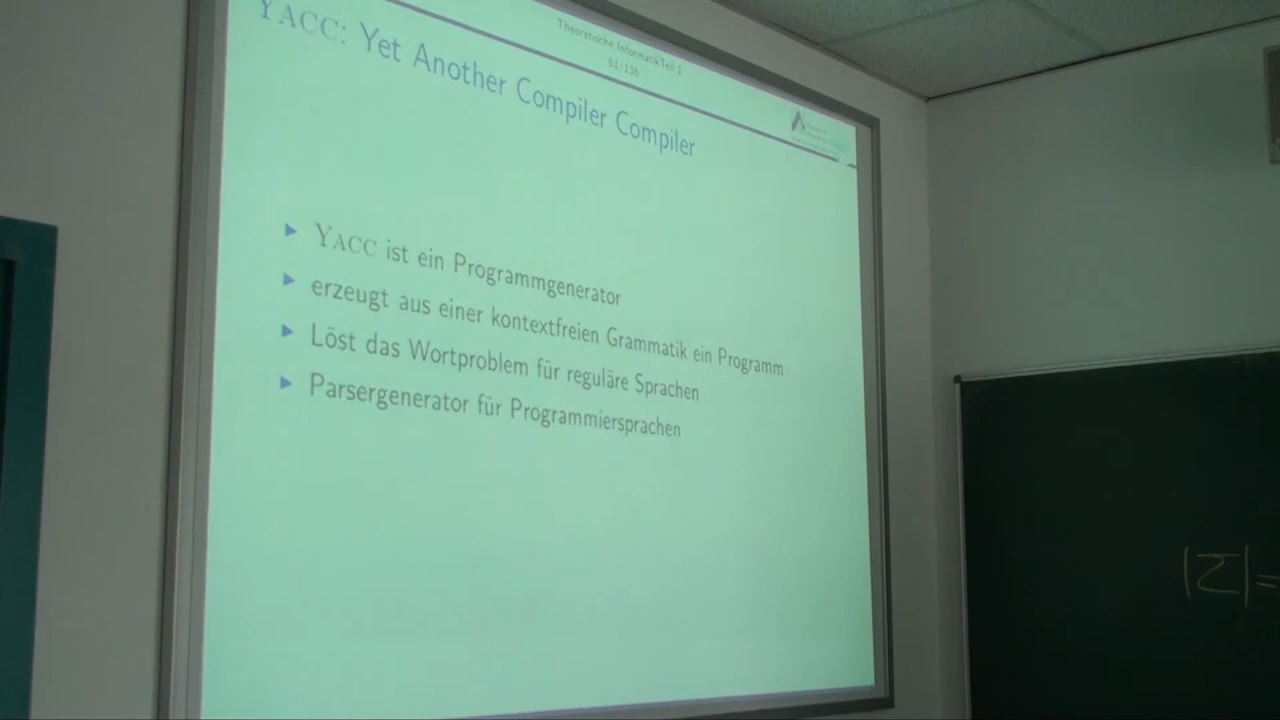 Theoretische InformatikTeil 1
61/136
YACC: Yet Another Compiler Compiler
YACC ist ein Programmgenerator
erzeugt aus einer kontextfreien Grammatik ein Programm
Löst das Wortproblem für reguläre Sprachen
Parsergenerator für Programmiersprachen
|Σ|=